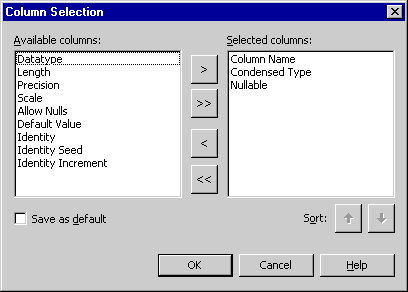 Column Selection
Available columns:
Selected columns:
Datatype
Length
Precision
Scale
Allow Nulls
Default Value
Identity
Identity Seed
Identity Increment
>
>>
<
<<
Column Name
Condensed Type
Nullable
Save as default
Sort:
OK
Cancel
Help